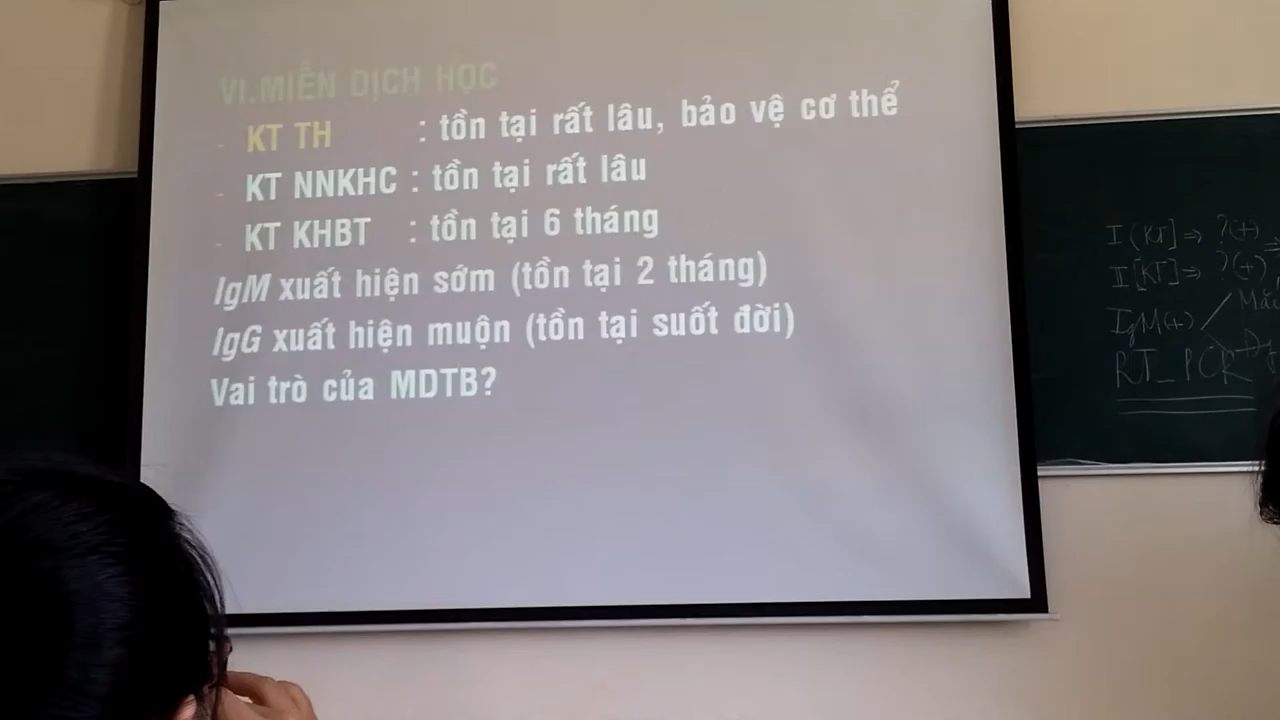 VI.MIỄN DỊCH HỌC
- KT TH : tồn tại rất lâu, bảo vệ cơ thể
- KT NNKHC : tồn tại rất lâu
- KT KHBT : tồn tại 6 tháng
IgM xuất hiện sớm (tồn tại 2 tháng)
IgG xuất hiện muộn (tồn tại suốt đời)
Vai trò của MDTB?
I [KT] ⇒ ?(+)
II [KT] ⇒ ?(+)
IgM(+)
RT_PCR